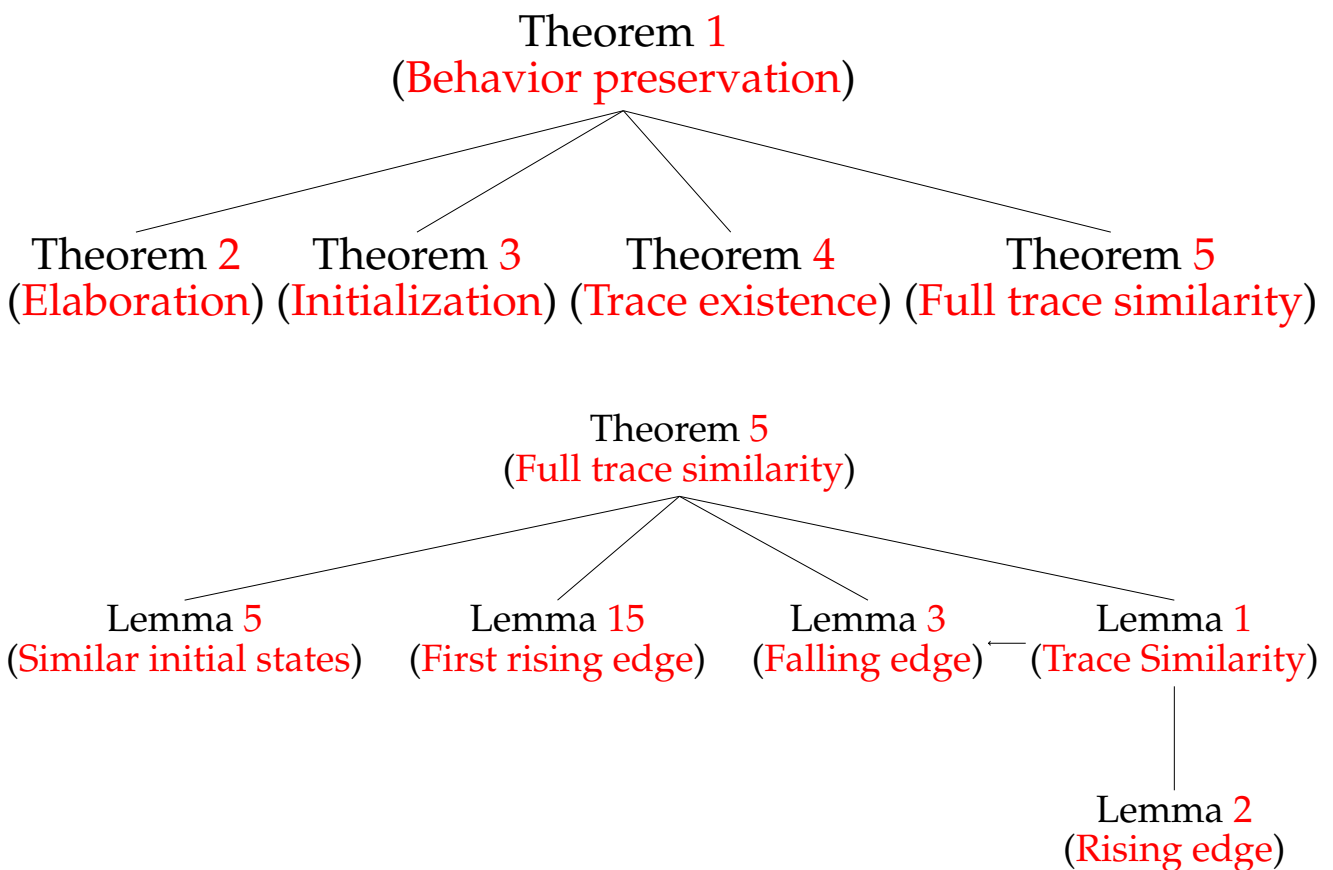 Theorem 1
(Behavior preservation)
Theorem 2 Theorem 3 Theorem 4 Theorem 5
(Elaboration) (Initialization) (Trace existence) (Full trace similarity)
Theorem 5
(Full trace similarity)
Lemma 5 Lemma 15 Lemma 3 Lemma 1
(Similar initial states) (First rising edge) (Falling edge) (Trace Similarity)
Lemma 2
(Rising edge)